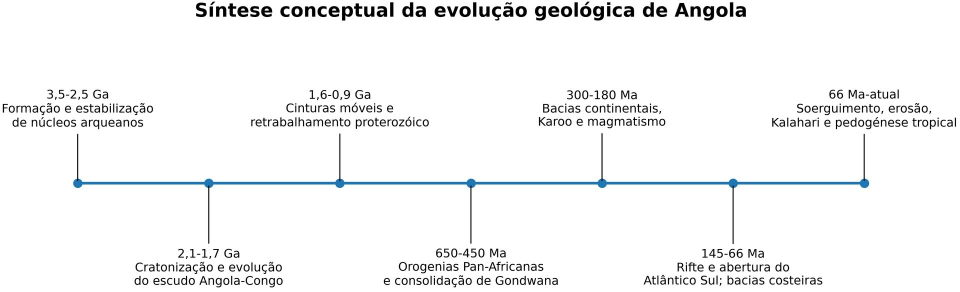 Síntese conceptual da evolução geológica de Angola
3,5-2,5 Ga
Formação e estabilização
de núcleos arqueanos
2,1-1,7 Ga
Cratonização e evolução
do escudo Angola-Congo
1,6-0,9 Ga
Cinturas móveis e
retrabalhamento proterozóico
650-450 Ma
Orogenias Pan-Africanas
e consolidação de Gondwana
300-180 Ma
Bacias continentais,
Karoo e magmatismo
145-66 Ma
Rifte e abertura do
Atlântico Sul; bacias costeiras
66 Ma-atual
Soerguimento, erosão,
Kalahari e pedogénese tropical